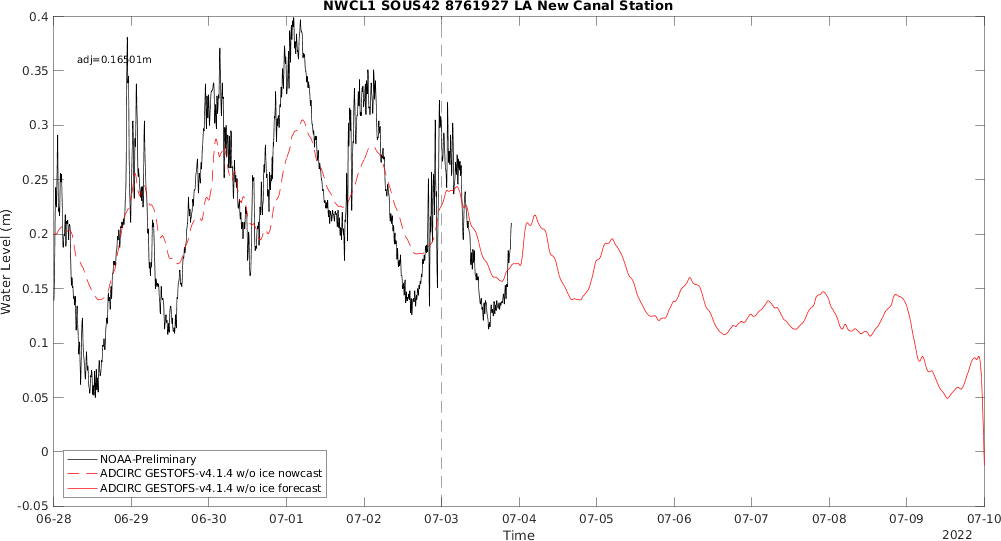 NWCL1 SOUS42 8761927 LA New Canal Station
adj=0.16501m
0.4
0.35
0.3
0.25
0.2
0.15
0.1
0.05
0
-0.05
Water Level (m)
NOAA-Preliminary
ADCIRC GESTOFS-v4.1.4 w/o ice nowcast
ADCIRC GESTOFS-v4.1.4 w/o ice forecast
06-28 06-29 06-30 07-01 07-02 07-03 07-04 07-05 07-06 07-07 07-08 07-09 07-10
Time
2022